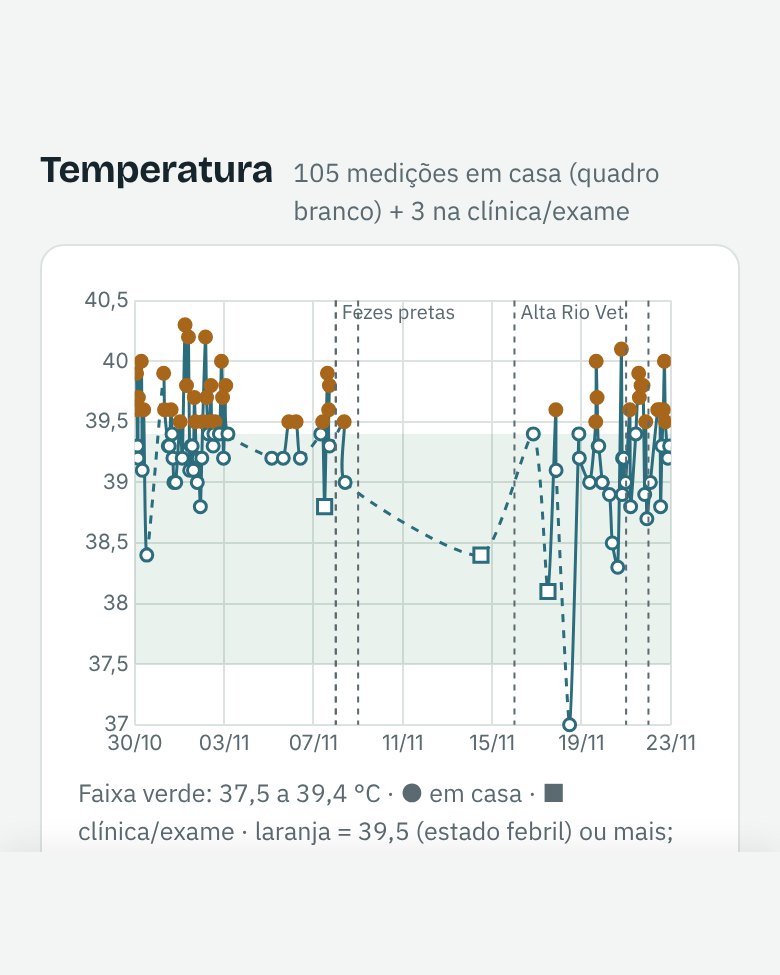 Temperatura
105 medições em casa (quadro
branco) + 3 na clínica/exame
40,5
Fezes pretas
Alta Rio Vet
40
39,5
39
38,5
38
37,5
37
30/10
03/11
07/11
11/11
15/11
19/11
23/11
Faixa verde: 37,5 a 39,4 °C · ● em casa · ■
clínica/exame · laranja = 39,5 (estado febril) ou mais;